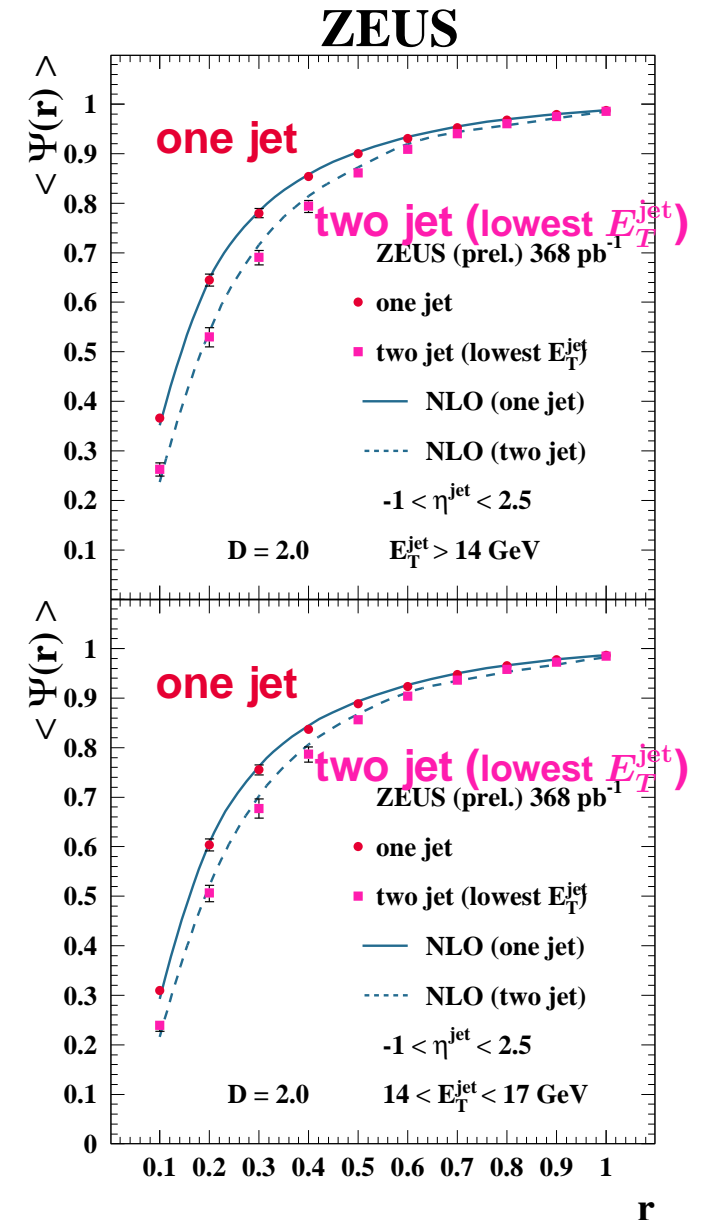 ZEUS
< Ψ(r) >
1
0.9
0.8
0.7
0.6
0.5
0.4
0.3
0.2
0.1
one jet
two jet (lowest E_T^jet)
ZEUS (prel.) 368 pb^-1
one jet
two jet (lowest E_T^jet)
NLO (one jet)
NLO (two jet)
-1 < η^jet < 2.5
D = 2.0 E_T^jet > 14 GeV
< Ψ(r) >
1
0.9
0.8
0.7
0.6
0.5
0.4
0.3
0.2
0.1
0
one jet
two jet (lowest E_T^jet)
ZEUS (prel.) 368 pb^-1
one jet
two jet (lowest E_T^jet)
NLO (one jet)
NLO (two jet)
-1 < η^jet < 2.5
D = 2.0 14 < E_T^jet < 17 GeV
0.1 0.2 0.3 0.4 0.5 0.6 0.7 0.8 0.9 1
r